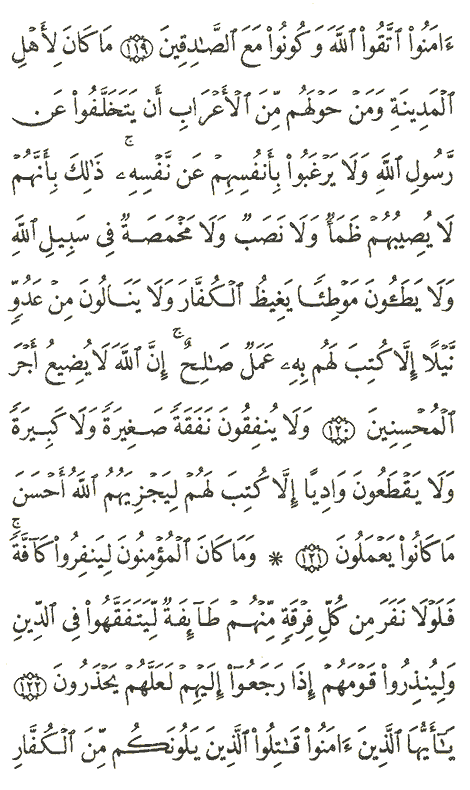 ءَامَنُوا۟ ٱتَّقُوا۟ ٱللَّهَ وَكُونُوا۟ مَعَ ٱلصَّـٰدِقِينَ ١١٩ مَا كَانَ لِأَهْلِ
ٱلْمَدِينَةِ وَمَنْ حَوْلَهُم مِّنَ ٱلْأَعْرَابِ أَن يَتَخَلَّفُوا۟ عَن
رَّسُولِ ٱللَّهِ وَلَا يَرْغَبُوا۟ بِأَنفُسِهِمْ عَن نَّفْسِهِۦ ۚ ذَٰلِكَ بِأَنَّهُمْ
لَا يُصِيبُهُمْ ظَمَأٌ وَلَا نَصَبٌ وَلَا مَخْمَصَةٌ فِى سَبِيلِ ٱللَّهِ
وَلَا يَطَـُٔونَ مَوْطِئًا يَغِيظُ ٱلْكُفَّارَ وَلَا يَنَالُونَ مِنْ عَدُوٍّ
نَّيْلًا إِلَّا كُتِبَ لَهُم بِهِۦ عَمَلٌ صَـٰلِحٌ ۚ إِنَّ ٱللَّهَ لَا يُضِيعُ أَجْرَ
ٱلْمُحْسِنِينَ ١٢٠ وَلَا يُنفِقُونَ نَفَقَةً صَغِيرَةً وَلَا كَبِيرَةً
وَلَا يَقْطَعُونَ وَادِيًا إِلَّا كُتِبَ لَهُمْ لِيَجْزِيَهُمُ ٱللَّهُ أَحْسَنَ
مَا كَانُوا۟ يَعْمَلُونَ ١٢١ * وَمَا كَانَ ٱلْمُؤْمِنُونَ لِيَنفِرُوا۟ كَآفَّةً ۚ
فَلَوْلَا نَفَرَ مِن كُلِّ فِرْقَةٍ مِّنْهُمْ طَآئِفَةٌ لِّيَتَفَقَّهُوا۟ فِى ٱلدِّينِ
وَلِيُنذِرُوا۟ قَوْمَهُمْ إِذَا رَجَعُوٓا۟ إِلَيْهِمْ لَعَلَّهُمْ يَحْذَرُونَ ١٢٢
يَـٰٓأَيُّهَا ٱلَّذِينَ ءَامَنُوا۟ قَـٰتِلُوا۟ ٱلَّذِينَ يَلُونَكُم مِّنَ ٱلْكُفَّارِ